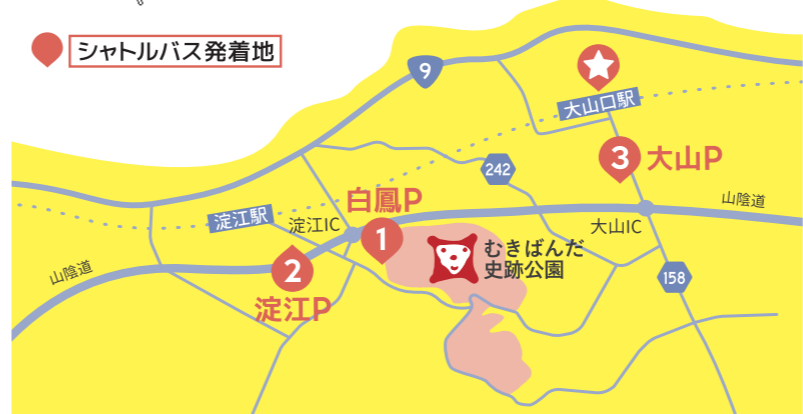 シャトルバス発着地
9
大山口駅
3 大山P
242
白鳳P
山陰道
淀江駅
淀江IC
1
大山IC
むきばんだ
史跡公園
山陰道
2
淀江P
158